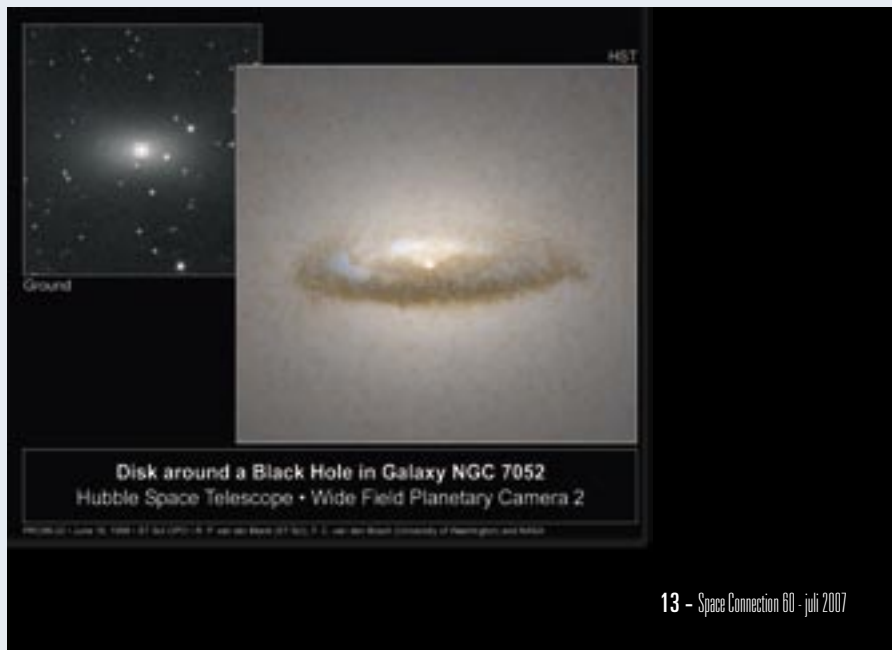 HST
Ground
Disk around a Black Hole in Galaxy NGC 7052
Hubble Space Telescope • Wide Field Planetary Camera 2
13 - Space Connection 60 - juli 2007